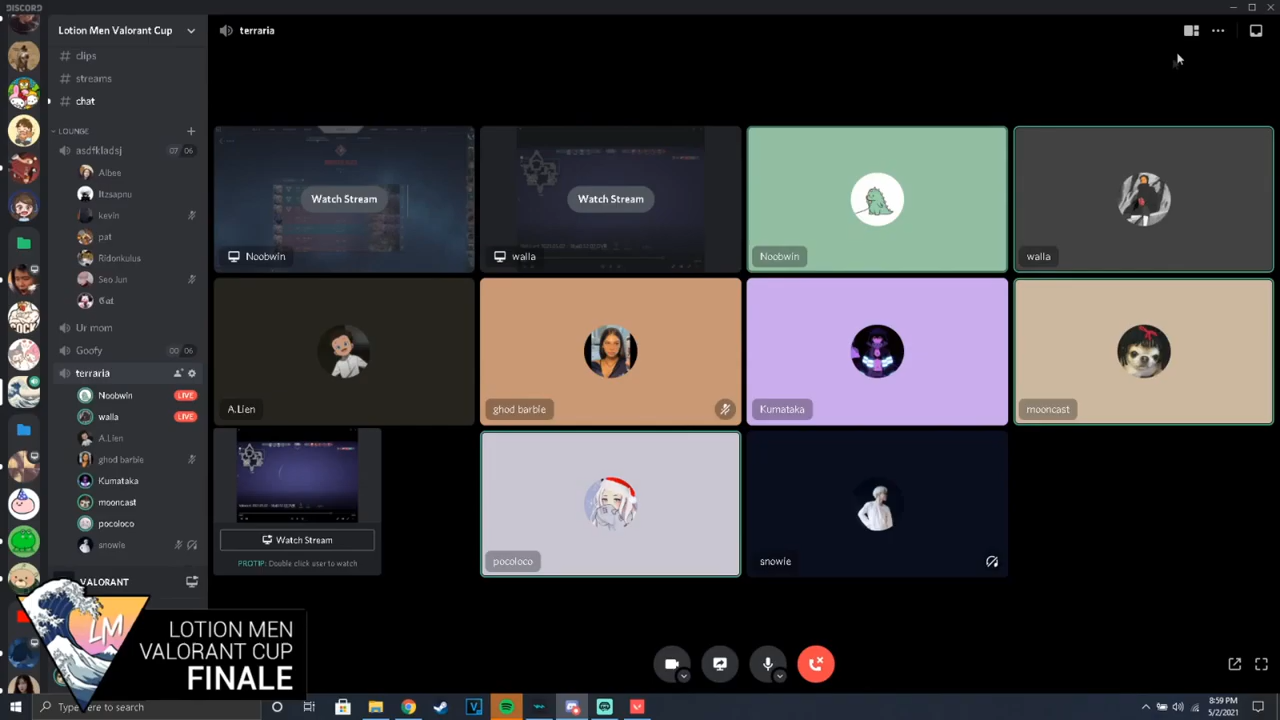 DISCORD
Lotion Men Valorant Cup
terraria
# clips
# streams
# chat
LOUNGE
asdfkladsj 07 06
Albee
Itzsapnu
kevin
pat
Ridonkulus
Seo Jun
Ur mom
Goofy 00 06
terraria
Noobwin LIVE
walla LIVE
A.Lien
ghod barbie
Kumataka
mooncast
pocoloco
snowie
VALORANT
Watch Stream
Noobwin
Watch Stream
walla
Noobwin
walla
A.Lien
ghod barbie
Kumataka
mooncast
Watch Stream
PROTIP: Double click user to watch
pocoloco
snowie
LM
LOTION MEN
VALORANT CUP
FINALE
Type here to search
8:59 PM
5/2/2021